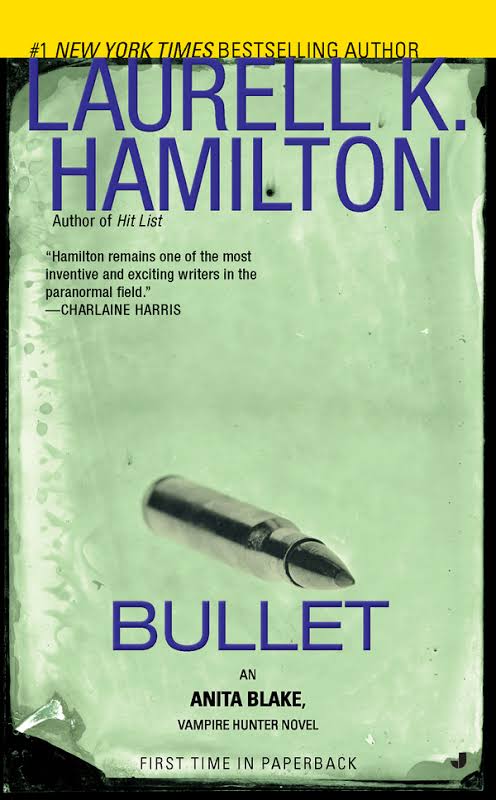 #1 NEW YORK TIMES BESTSELLING AUTHOR
LAURELL K.
HAMILTON
Author of Hit List
“Hamilton remains one of the most
inventive and exciting writers in the
paranormal field.”
—CHARLAINE HARRIS
BULLET
AN
ANITA BLAKE,
VAMPIRE HUNTER NOVEL
FIRST TIME IN PAPERBACK
J